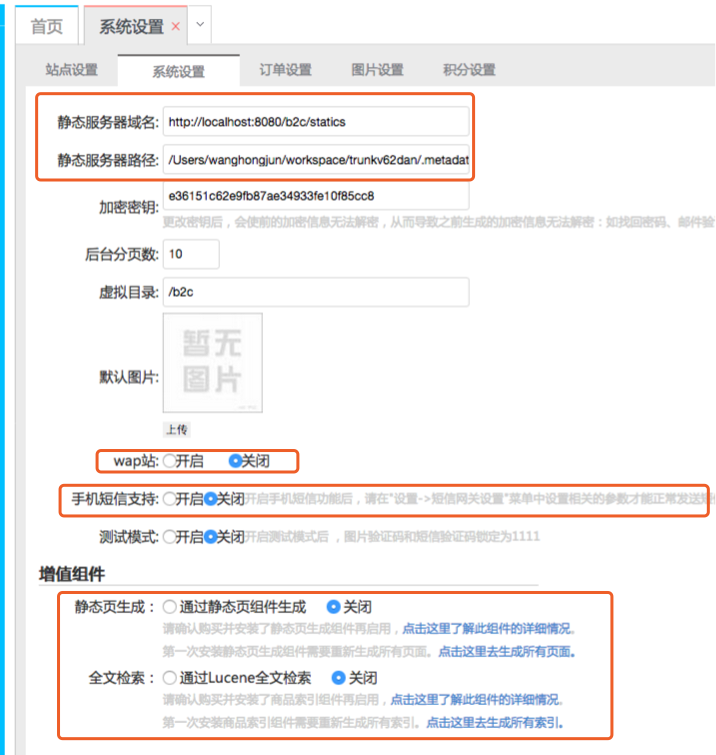 首页 系统设置 ×
站点设置 系统设置 订单设置 图片设置 积分设置
静态服务器域名: http://localhost:8080/b2c/statics
静态服务器路径: /Users/wanghongjun/workspace/trunkv62dan/.metadat
加密密钥: e36151c62e9fb87ae34933fe10f85cc8
更改密钥后，会使前的加密信息无法解密，从而导致之前生成的加密信息无法解密：如找回密码、邮件验
后台分页数: 10
虚拟目录: /b2c
暂无
图片
默认图片:
上传
wap站: 开启 关闭
手机短信支持: 开启 关闭 开启手机短信功能后，请在"设置->短信网关设置"菜单中设置相关的参数才能正常发送短
测试模式: 开启 关闭 开启测试模式后 ，图片验证码和短信验证码锁定为1111
增值组件
静态页生成： 通过静态页组件生成 关闭
请确认购买并安装了静态页生成组件再启用，点击这里了解此组件的详细情况。
第一次安装静态页生成组件需要重新生成所有页面。点击这里去生成所有页面。
全文检索： 通过Lucene全文检索 关闭
请确认购买并安装了商品索引组件再启用，点击这里了解此组件的详细情况。
第一次安装商品索引组件需要重新生成所有索引。点击这里去生成所有索引。